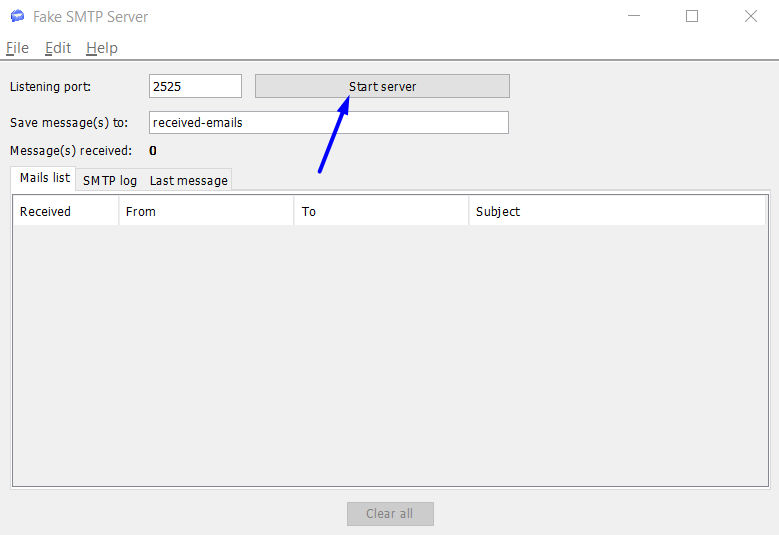 Fake SMTP Server
File Edit Help
Listening port: 2525 Start server
Save message(s) to: received-emails
Message(s) received: 0
Mails list SMTP log Last message
Received From To Subject
Clear all